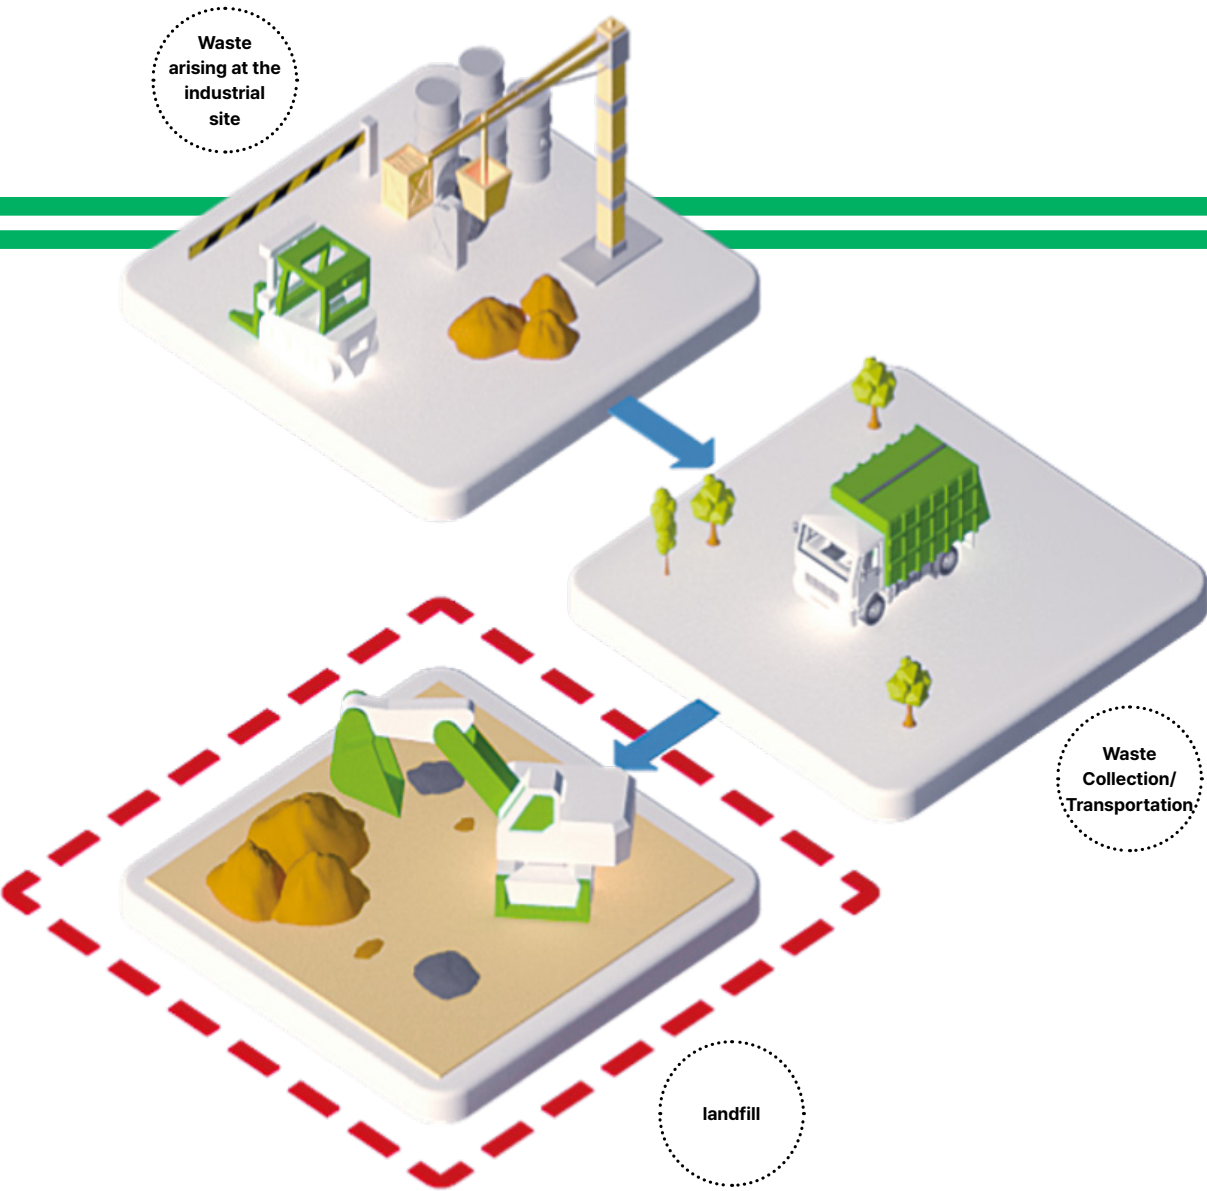 Waste
arising at the
industrial
site
Waste
Collection/
Transportation
landfill